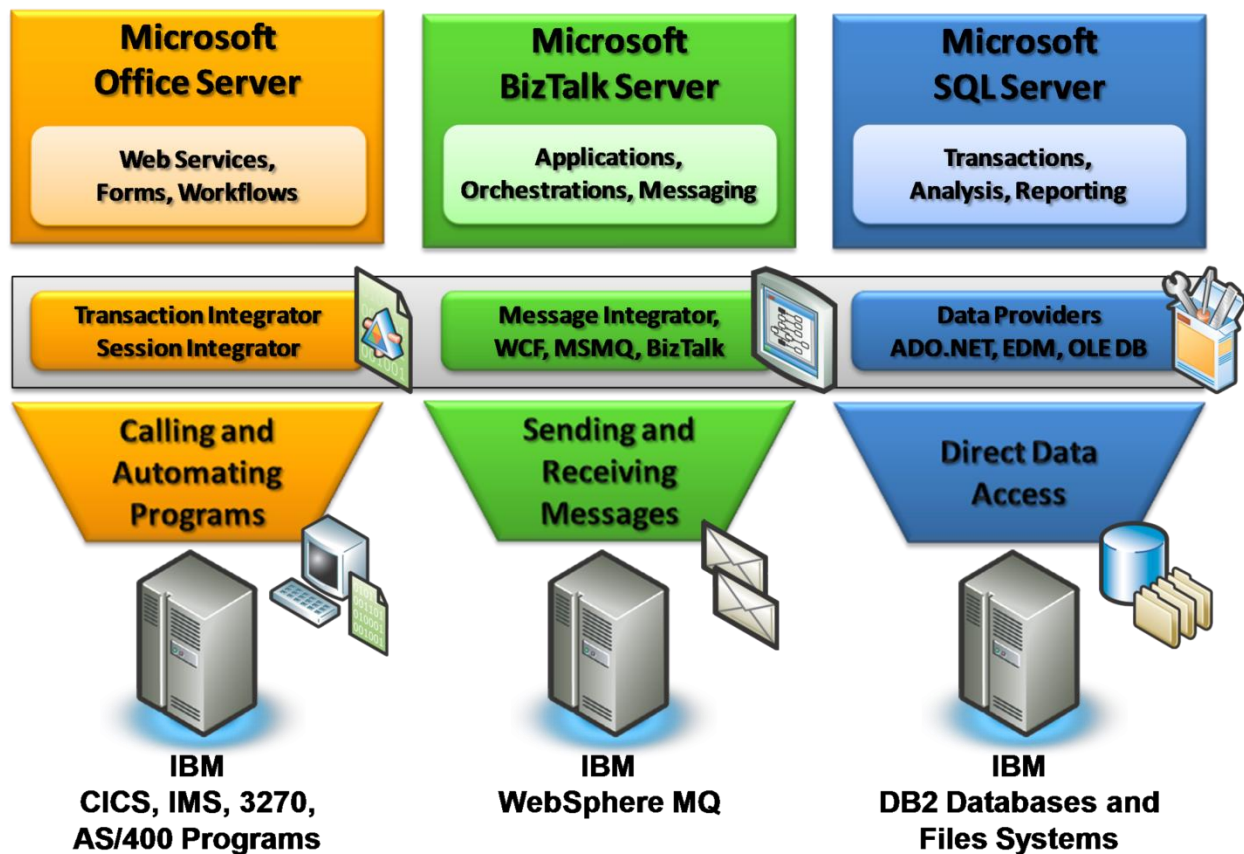 Microsoft
Office Server
Web Services,
Forms, Workflows
Microsoft
BizTalk Server
Applications,
Orchestrations, Messaging
Microsoft
SQL Server
Transactions,
Analysis, Reporting
Transaction Integrator
Session Integrator
Message Integrator,
WCF, MSMQ, BizTalk
Data Providers
ADO.NET, EDM, OLE DB
Calling and
Automating
Programs
Sending and
Receiving
Messages
Direct Data
Access
IBM
CICS, IMS, 3270,
AS/400 Programs
IBM
WebSphere MQ
IBM
DB2 Databases and
Files Systems